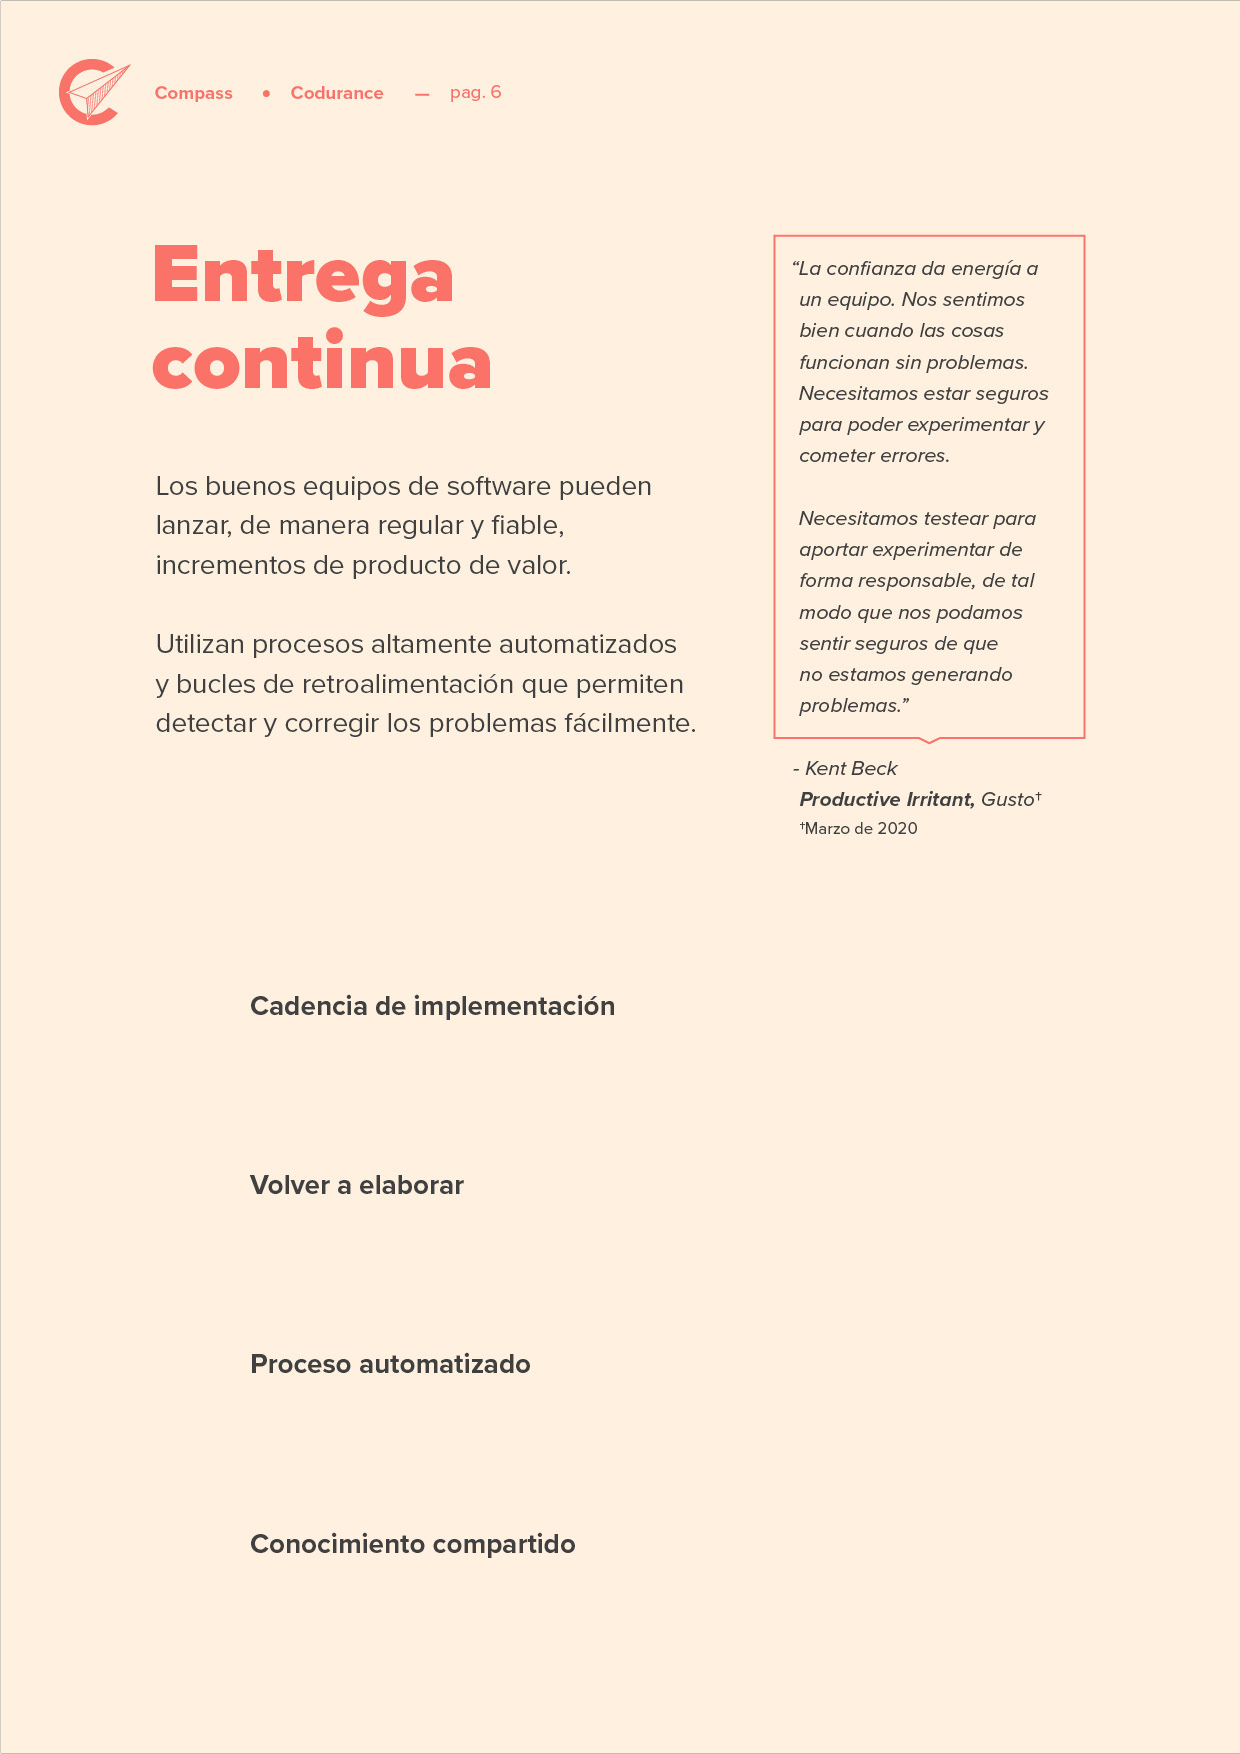 Compass • Codurance — pag. 6
Entrega
continua
Los buenos equipos de software pueden
lanzar, de manera regular y fiable,
incrementos de producto de valor.
Utilizan procesos altamente automatizados
y bucles de retroalimentación que permiten
detectar y corregir los problemas fácilmente.
“La confianza da energía a
un equipo. Nos sentimos
bien cuando las cosas
funcionan sin problemas.
Necesitamos estar seguros
para poder experimentar y
cometer errores.
Necesitamos testear para
aportar experimentar de
forma responsable, de tal
modo que nos podamos
sentir seguros de que
no estamos generando
problemas.”
- Kent Beck
Productive Irritant, Gusto†
†Marzo de 2020
Cadencia de implementación
Volver a elaborar
Proceso automatizado
Conocimiento compartido